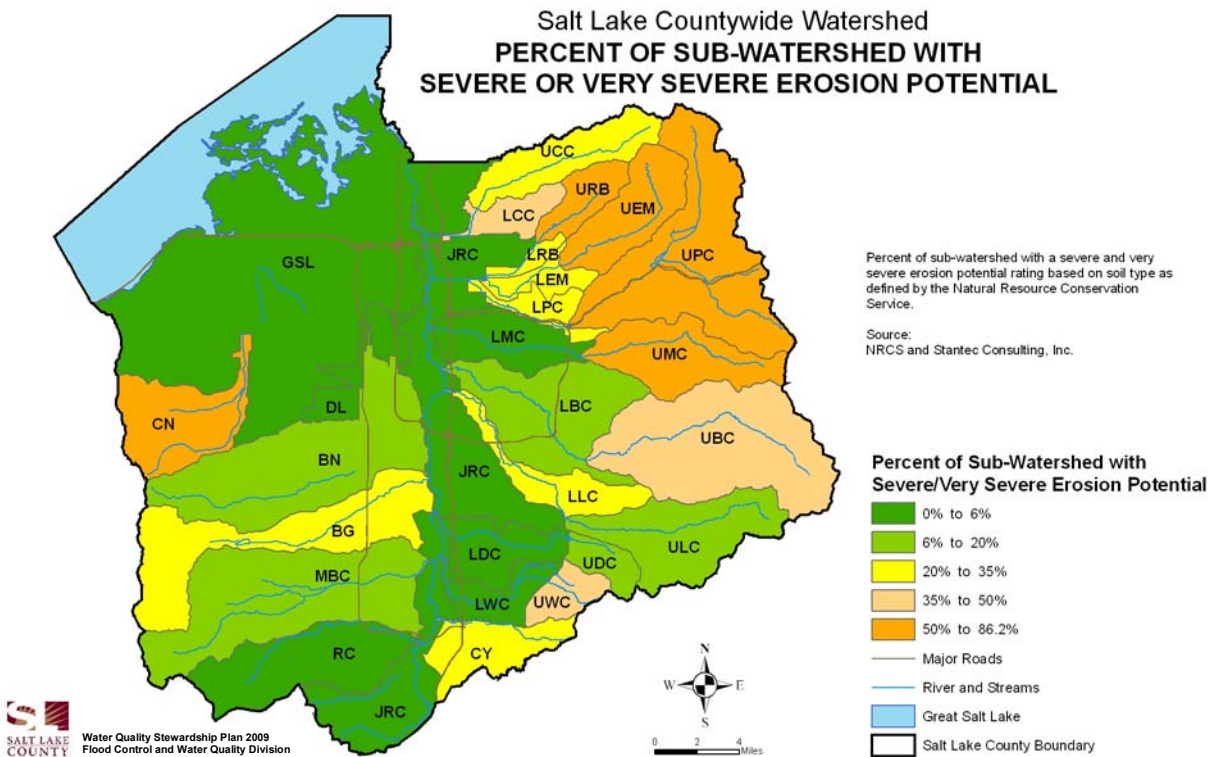 Salt Lake Countywide Watershed
PERCENT OF SUB-WATERSHED WITH
SEVERE OR VERY SEVERE EROSION POTENTIAL
UCC
URB
LCC
UEM
JRC
LRB
UPC
GSL
LEM
LPC
LMC
UMC
DL
LBC
CN
UBC
BN
JRC
LLC
BG
LDC
UDC
ULC
MBC
LWC
UWC
RC
CY
JRC
Percent of sub-watershed with a severe and very
severe erosion potential rating based on soil type as
defined by the Natural Resource Conservation
Service.
Source:
NRCS and Stantec Consulting, Inc.
Percent of Sub-Watershed with
Severe/Very Severe Erosion Potential
0% to 6%
6% to 20%
20% to 35%
35% to 50%
50% to 86.2%
Major Roads
River and Streams
Great Salt Lake
Salt Lake County Boundary
N
W E
S
0 2 4
Miles
SL
SALT LAKE
COUNTY
Water Quality Stewardship Plan 2009
Flood Control and Water Quality Division